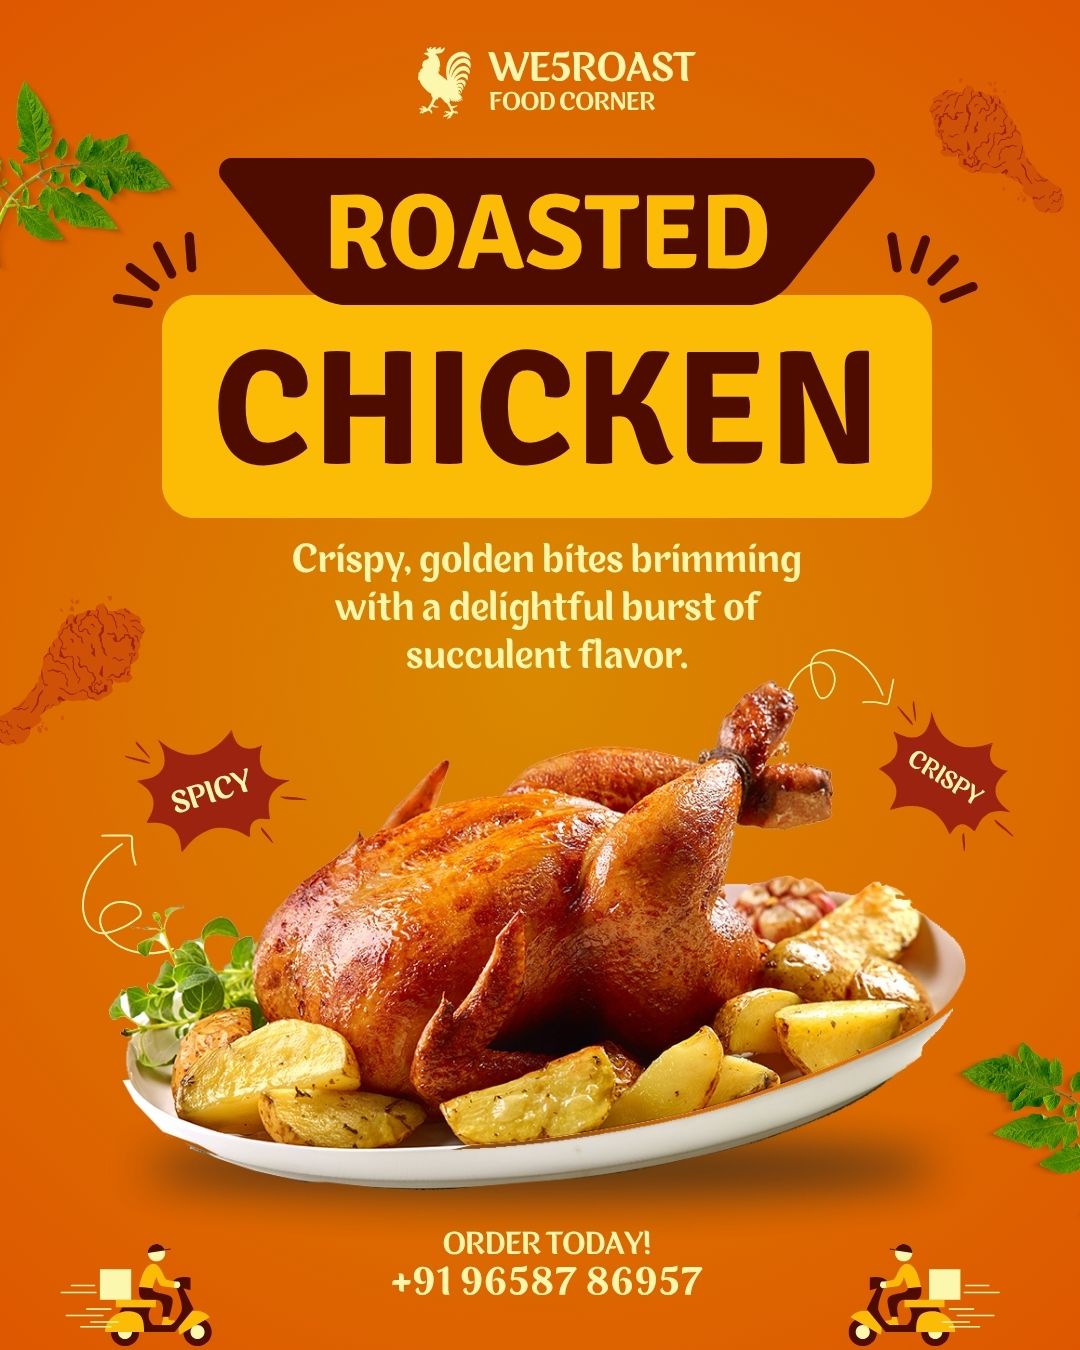 WE5ROAST
FOOD CORNER
ROASTED
CHICKEN
Crispy, golden bites brimming
with a delightful burst of
succulent flavor.
SPICY
CRISPY
ORDER TODAY!
+91 96587 86957